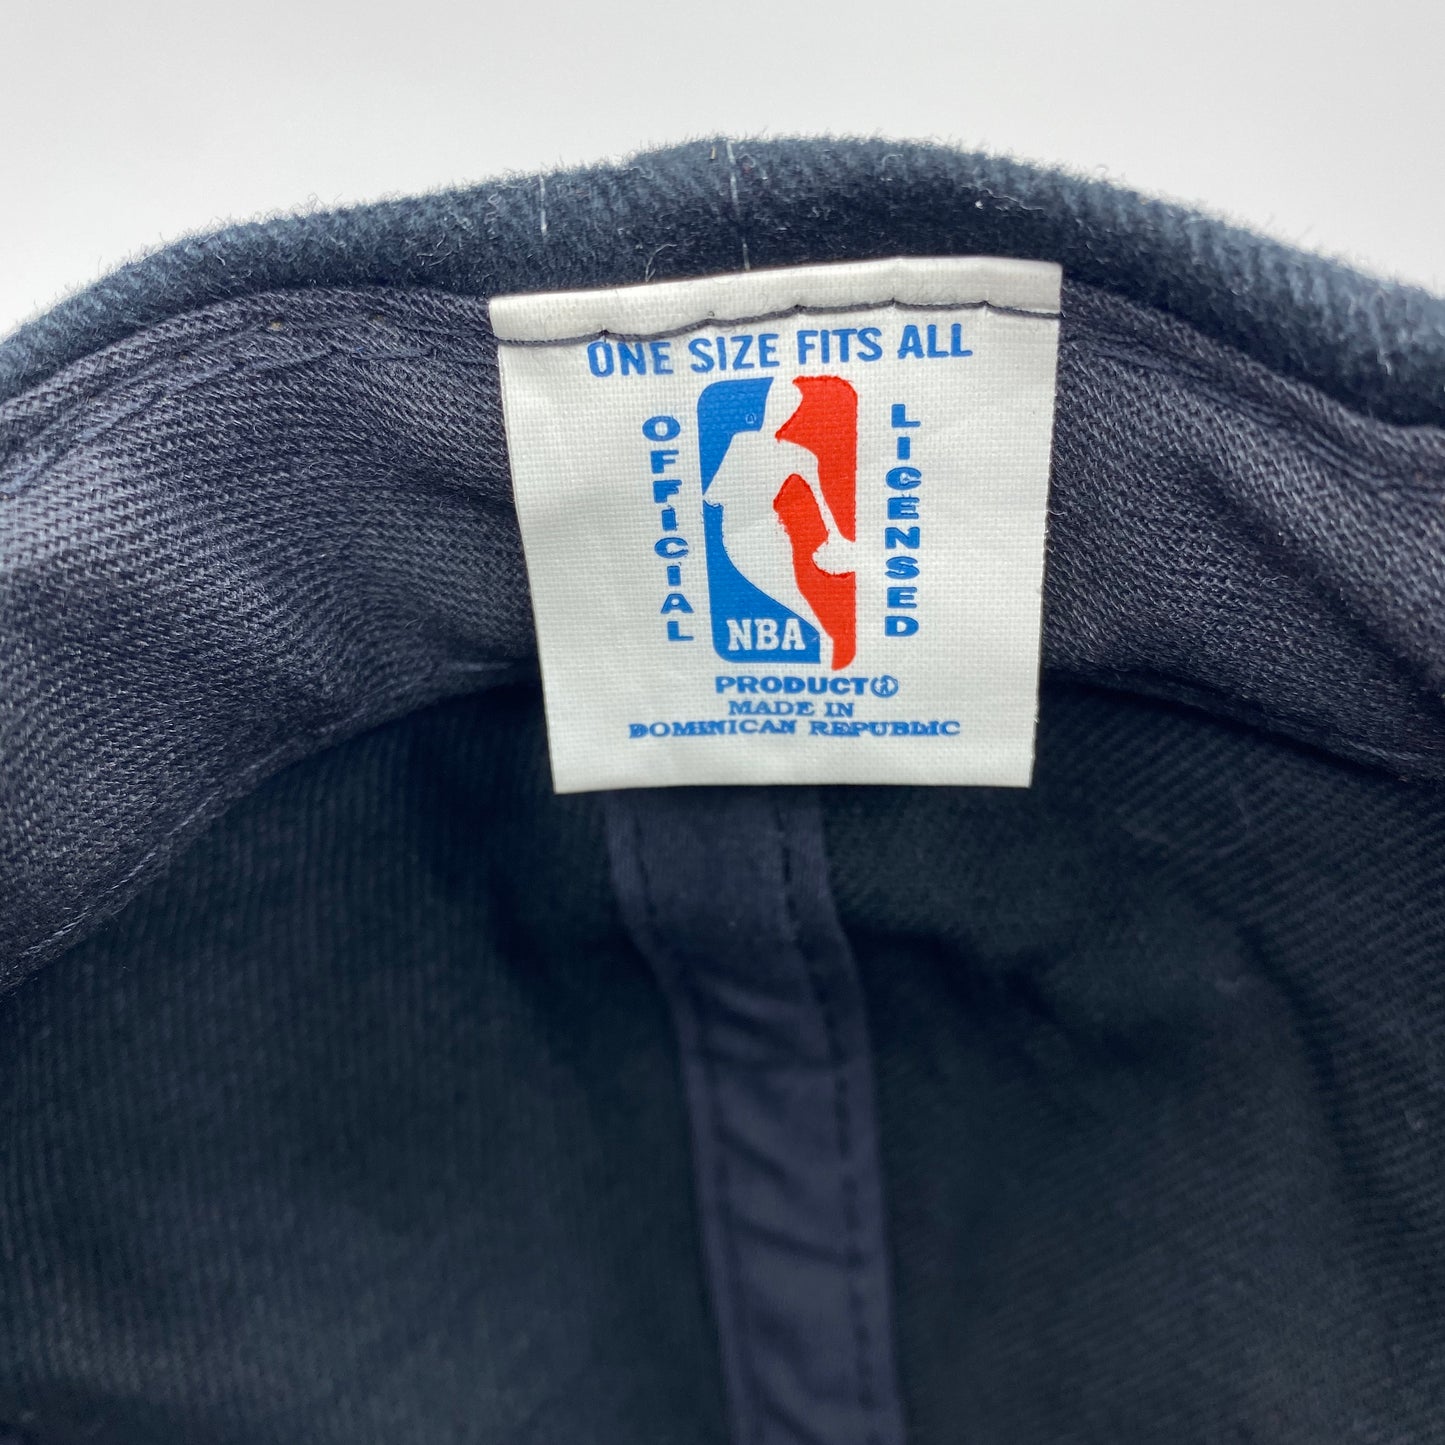 ONE SIZE FITS ALL
OFFICIAL
LICENSED
NBA
PRODUCT®
MADE IN
DOMINICAN REPUBLIC